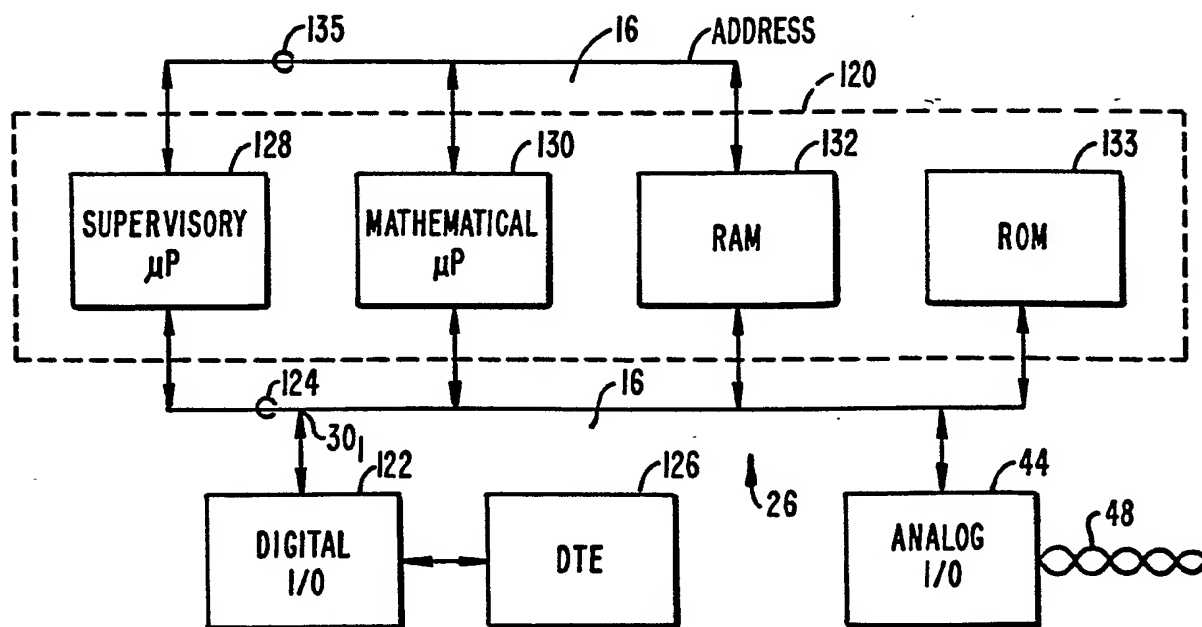 135
16
ADDRESS
120
128
130
132
133
SUPERVISORY
µP
MATHEMATICAL
µP
RAM
ROM
124
16
30₁
122
126
26
44
48
DIGITAL
I/O
DTE
ANALOG
I/O